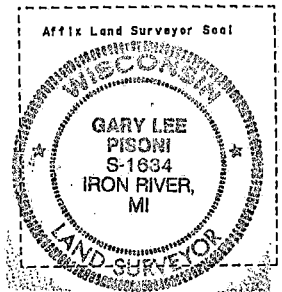 Affix Land Surveyor Seal
WISCONSIN
GARY LEE
PISONI
S-1634
IRON RIVER,
MI
LAND SURVEYOR